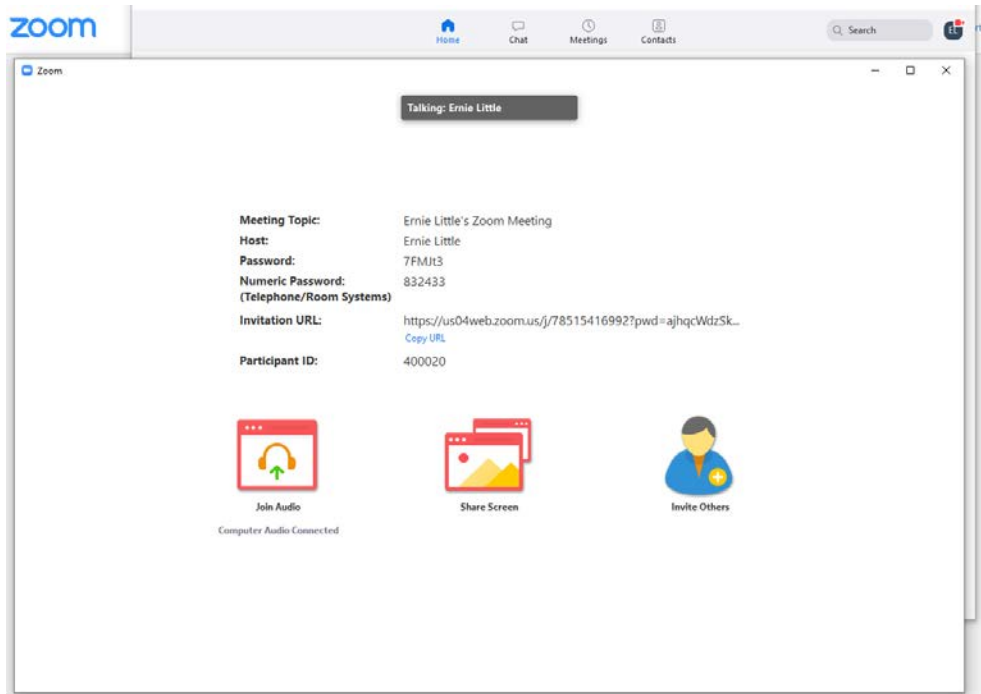 zoom
Home
Chat
Meetings
Contacts
Search
EL
Zoom
Talking: Ernie Little
Meeting Topic: Ernie Little's Zoom Meeting
Host: Ernie Little
Password: 7FMJt3
Numeric Password: 832433
(Telephone/Room Systems)
Invitation URL: https://us04web.zoom.us/j/78515416992?pwd=ajhqcWdzSk...
Copy URL
Participant ID: 400020
Join Audio
Share Screen
Invite Others
Computer Audio Connected